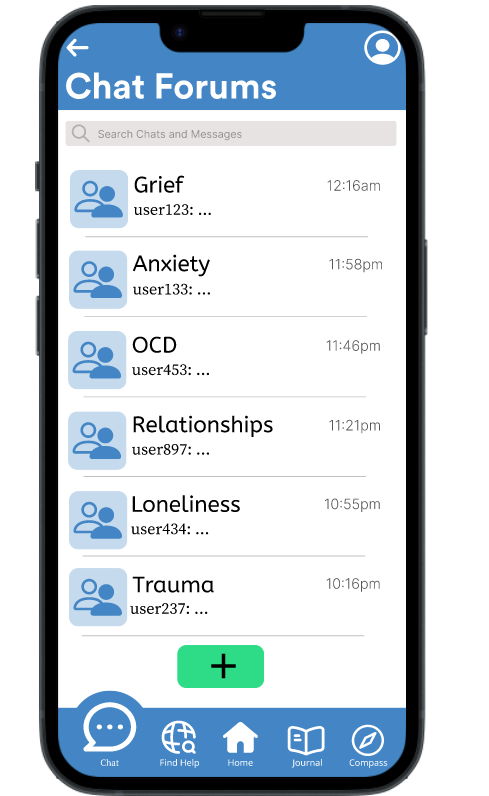 Chat Forums
Search Chats and Messages
Grief 12:16am
user123: ...
Anxiety 11:58pm
user133: ...
OCD 11:46pm
user453: ...
Relationships 11:21pm
user897: ...
Loneliness 10:55pm
user434: ...
Trauma 10:16pm
user237: ...
+
Chat Find Help Home Journal Compass